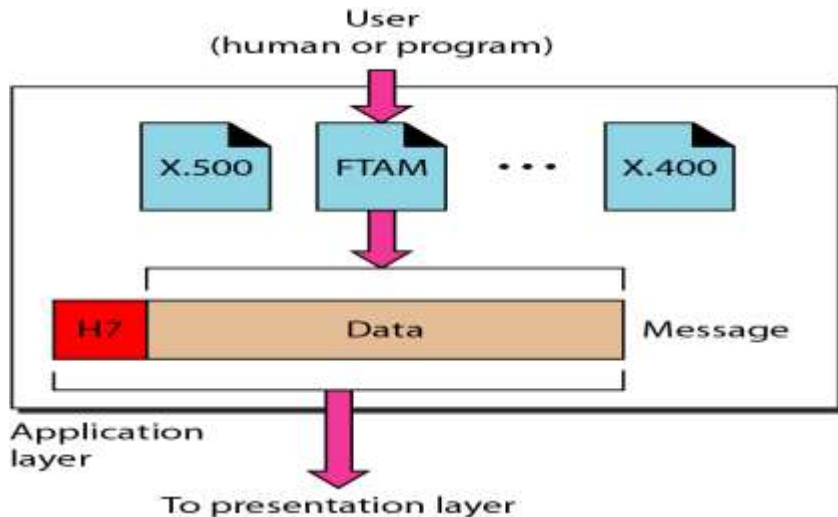 User
(human or program)
X.500
FTAM
• • •
X.400
H7
Data
Message
Application
layer
To presentation layer